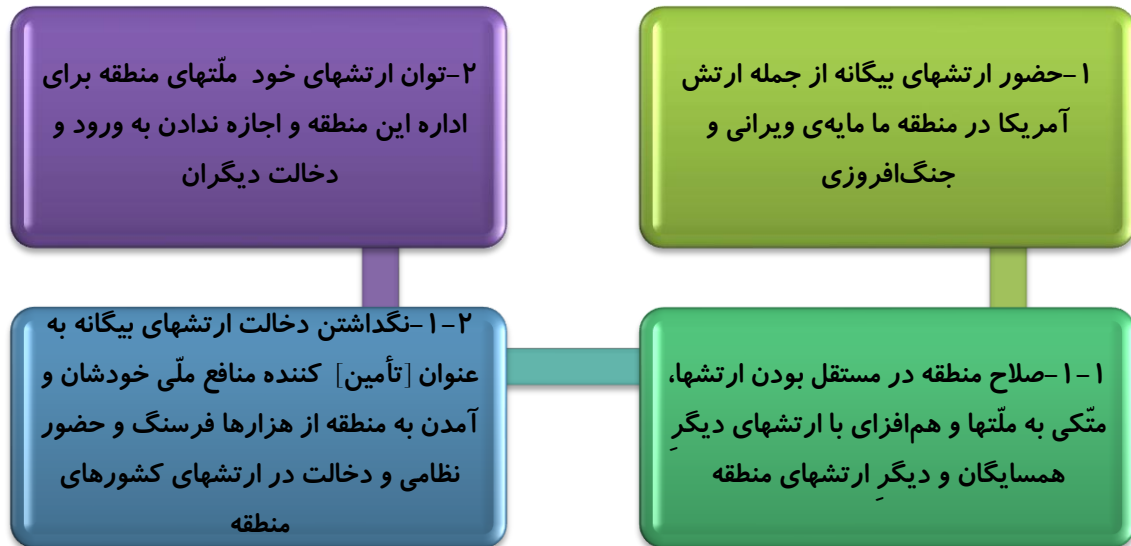 ۱-حضور ارتشهای بیگانه از جمله ارتش
آمریکا در منطقه ما مایه‌ی ویرانی و
جنگ‌افروزی
۱-۱-صلاح منطقه در مستقل بودن ارتشها،
متّکی به ملّتها و هم‌افزای با ارتشهای دیگرِ
همسایگان و دیگرِ ارتشهای منطقه
۲-۱-نگداشتن دخالت ارتشهای بیگانه به
عنوان [تأمین] کننده منافع ملّی خودشان و
آمدن به منطقه از هزارها فرسنگ و حضور
نظامی و دخالت در ارتشهای کشورهای
منطقه
۲-توان ارتشهای خود ملّتهای منطقه برای
اداره این منطقه و اجازه ندادن به ورود و
دخالت دیگران